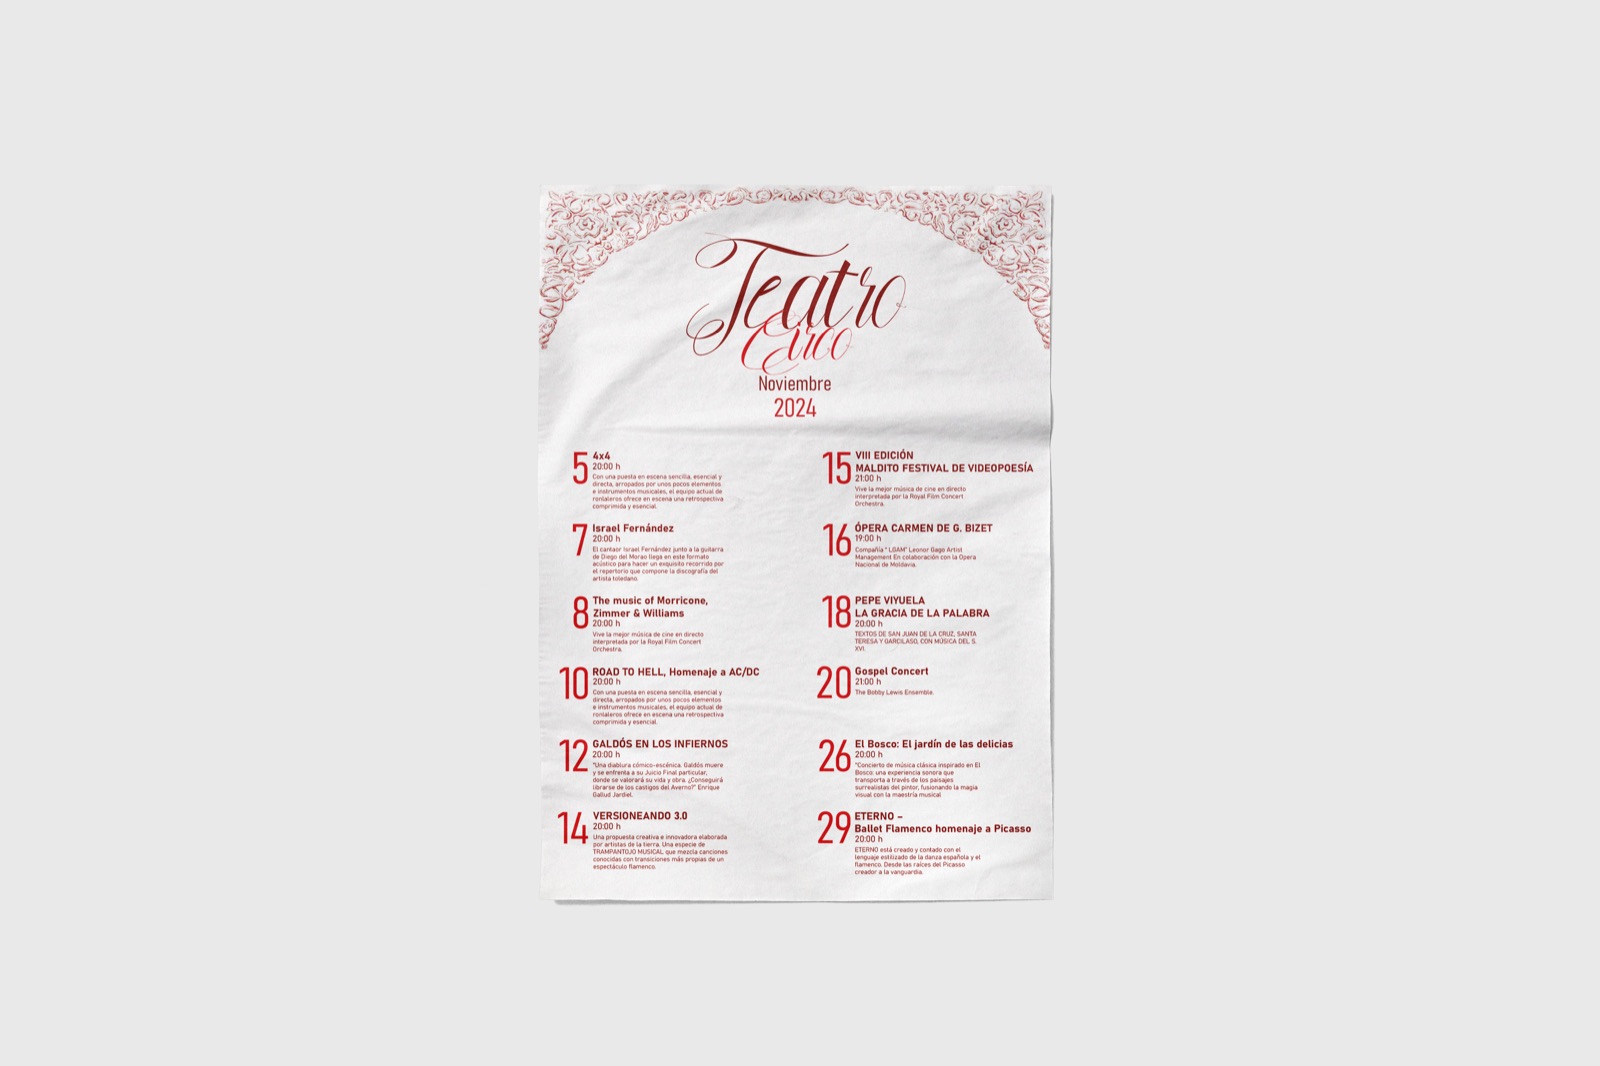 Teatro
Circo
Noviembre
2024
5
4x4
20:00 h
Con una puesta en escena sencilla, esencial y
directa, arropados por unos pocos elementos
e instrumentos musicales, el equipo actual de
ronlaleros ofrece en escena una retrospectiva
comprimida y esencial.
7
Israel Fernández
20:00 h
El cantaor Israel Fernández junto a la guitarra
de Diego del Morao llega en este formato
acústico para hacer un exquisito recorrido por
el repertorio que compone la discografía del
artista toledano.
8
The music of Morricone,
Zimmer & Williams
20:00 h
Vive la mejor música de cine en directo
interpretada por la Royal Film Concert
Orchestra.
10
ROAD TO HELL, Homenaje a AC/DC
20:00 h
Con una puesta en escena sencilla, esencial y
directa, arropados por unos pocos elementos
e instrumentos musicales, el equipo actual de
ronlaleros ofrece en escena una retrospectiva
comprimida y esencial.
12
GALDÓS EN LOS INFIERNOS
20:00 h
"Una diablura cómico-escénica. Galdós muere
y se enfrenta a su Juicio Final particular,
donde se valorará su vida y obra. ¿Conseguirá
librarse de los castigos del Averno?" Enrique
Gallud Jardiel.
14
VERSIONEANDO 3.0
20:00 h
Una propuesta creativa e innovadora elaborada
por artistas de la tierra. Una especie de
TRAMPANTOJO MUSICAL que mezcla canciones
conocidas con transiciones más propias de un
espectáculo flamenco.
15
VIII EDICIÓN
MALDITO FESTIVAL DE VIDEOPOESÍA
21:00 h
Vive la mejor música de cine en directo
interpretada por la Royal Film Concert
Orchestra.
16
ÓPERA CARMEN DE G. BIZET
19:00 h
Compañía " LGAM" Leonor Gago Artist
Management En colaboración con la Opera
Nacional de Moldavia.
18
PEPE VIYUELA
LA GRACIA DE LA PALABRA
20:00 h
TEXTOS DE SAN JUAN DE LA CRUZ, SANTA
TERESA Y GARCILASO, CON MÚSICA DEL S.
XVI.
20
Gospel Concert
21:00 h
The Bobby Lewis Ensemble.
26
El Bosco: El jardín de las delicias
20:00 h
"Concierto de música clásica inspirado en El
Bosco: una experiencia sonora que
transporta a través de los paisajes
surrealistas del pintor, fusionando la magia
visual con la maestría musical
29
ETERNO –
Ballet Flamenco homenaje a Picasso
20:00 h
ETERNO está creado y contado con el
lenguaje estilizado de la danza española y el
flamenco. Desde las raíces del Picasso
creador a la vanguardia.